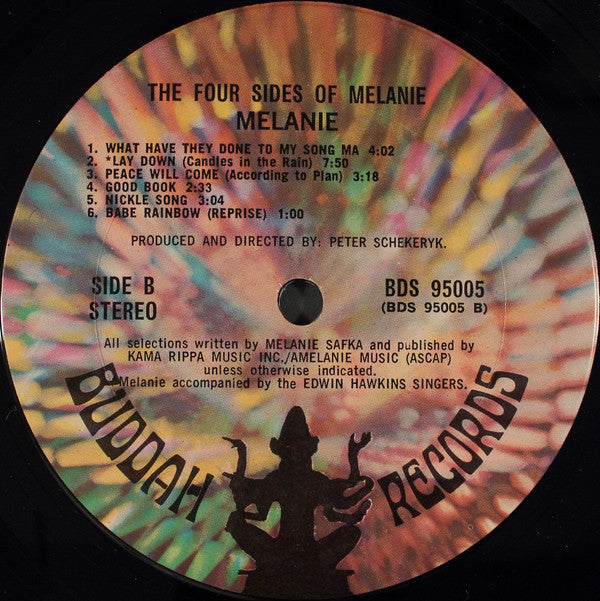 THE FOUR SIDES OF MELANIE
MELANIE
1. WHAT HAVE THEY DONE TO MY SONG MA 4:02
2. *LAY DOWN (Candles in the Rain) 7:50
3. PEACE WILL COME (According to Plan) 3:18
4. GOOD BOOK 2:33
5. NICKLE SONG 3:04
6. BABE RAINBOW (REPRISE) 1:00
PRODUCED AND DIRECTED BY: PETER SCHEKERYK.
SIDE B
STEREO
BDS 95005
(BDS 95005 B)
All selections written by MELANIE SAFKA and published by
KAMA RIPPA MUSIC INC./AMELANIE MUSIC (ASCAP)
unless otherwise indicated.
*Melanie accompanied by the EDWIN HAWKINS SINGERS.
BUDDAH RECORDS